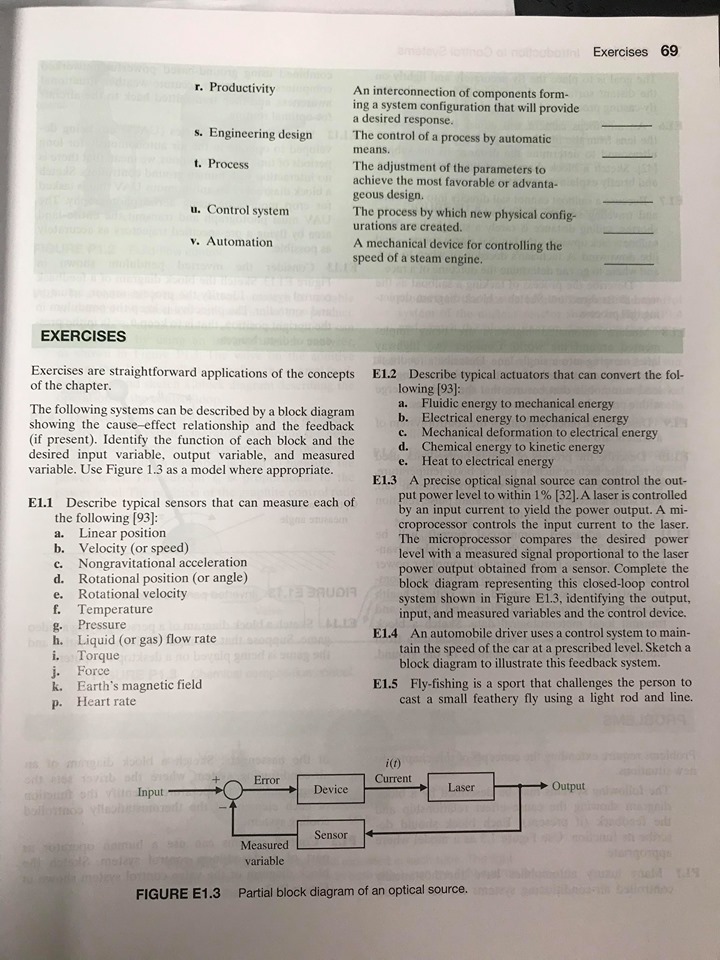 Exercises 69
r. Productivity
An interconnection of components form-
ing a system configuration that will provide
a desired response.
s. Engineering design
The control of a process by automatic
means.
t. Process
The adjustment of the parameters to
achieve the most favorable or advanta-
geous design.
u. Control system
The process by which new physical config-
urations are created.
v. Automation
A mechanical device for controlling the
speed of a steam engine.
EXERCISES
Exercises are straightforward applications of the concepts
of the chapter.
The following systems can be described by a block diagram
showing the cause–effect relationship and the feedback
(if present). Identify the function of each block and the
desired input variable, output variable, and measured
variable. Use Figure 1.3 as a model where appropriate.
E1.1 Describe typical sensors that can measure each of
the following [93]:
a. Linear position
b. Velocity (or speed)
c. Nongravitational acceleration
d. Rotational position (or angle)
e. Rotational velocity
f. Temperature
g. Pressure
h. Liquid (or gas) flow rate
i. Torque
j. Force
k. Earth's magnetic field
p. Heart rate
E1.2 Describe typical actuators that can convert the fol-
lowing [93]:
a. Fluidic energy to mechanical energy
b. Electrical energy to mechanical energy
c. Mechanical deformation to electrical energy
d. Chemical energy to kinetic energy
e. Heat to electrical energy
E1.3 A precise optical signal source can control the out-
put power level to within 1% [32]. A laser is controlled
by an input current to yield the power output. A mi-
croprocessor controls the input current to the laser.
The microprocessor compares the desired power
level with a measured signal proportional to the laser
power output obtained from a sensor. Complete the
block diagram representing this closed-loop control
system shown in Figure E1.3, identifying the output,
input, and measured variables and the control device.
E1.4 An automobile driver uses a control system to main-
tain the speed of the car at a prescribed level. Sketch a
block diagram to illustrate this feedback system.
E1.5 Fly-fishing is a sport that challenges the person to
cast a small feathery fly using a light rod and line.
Input
+
−
Error
Device
i(t)
Current
Laser
Output
Sensor
Measured
variable
FIGURE E1.3 Partial block diagram of an optical source.